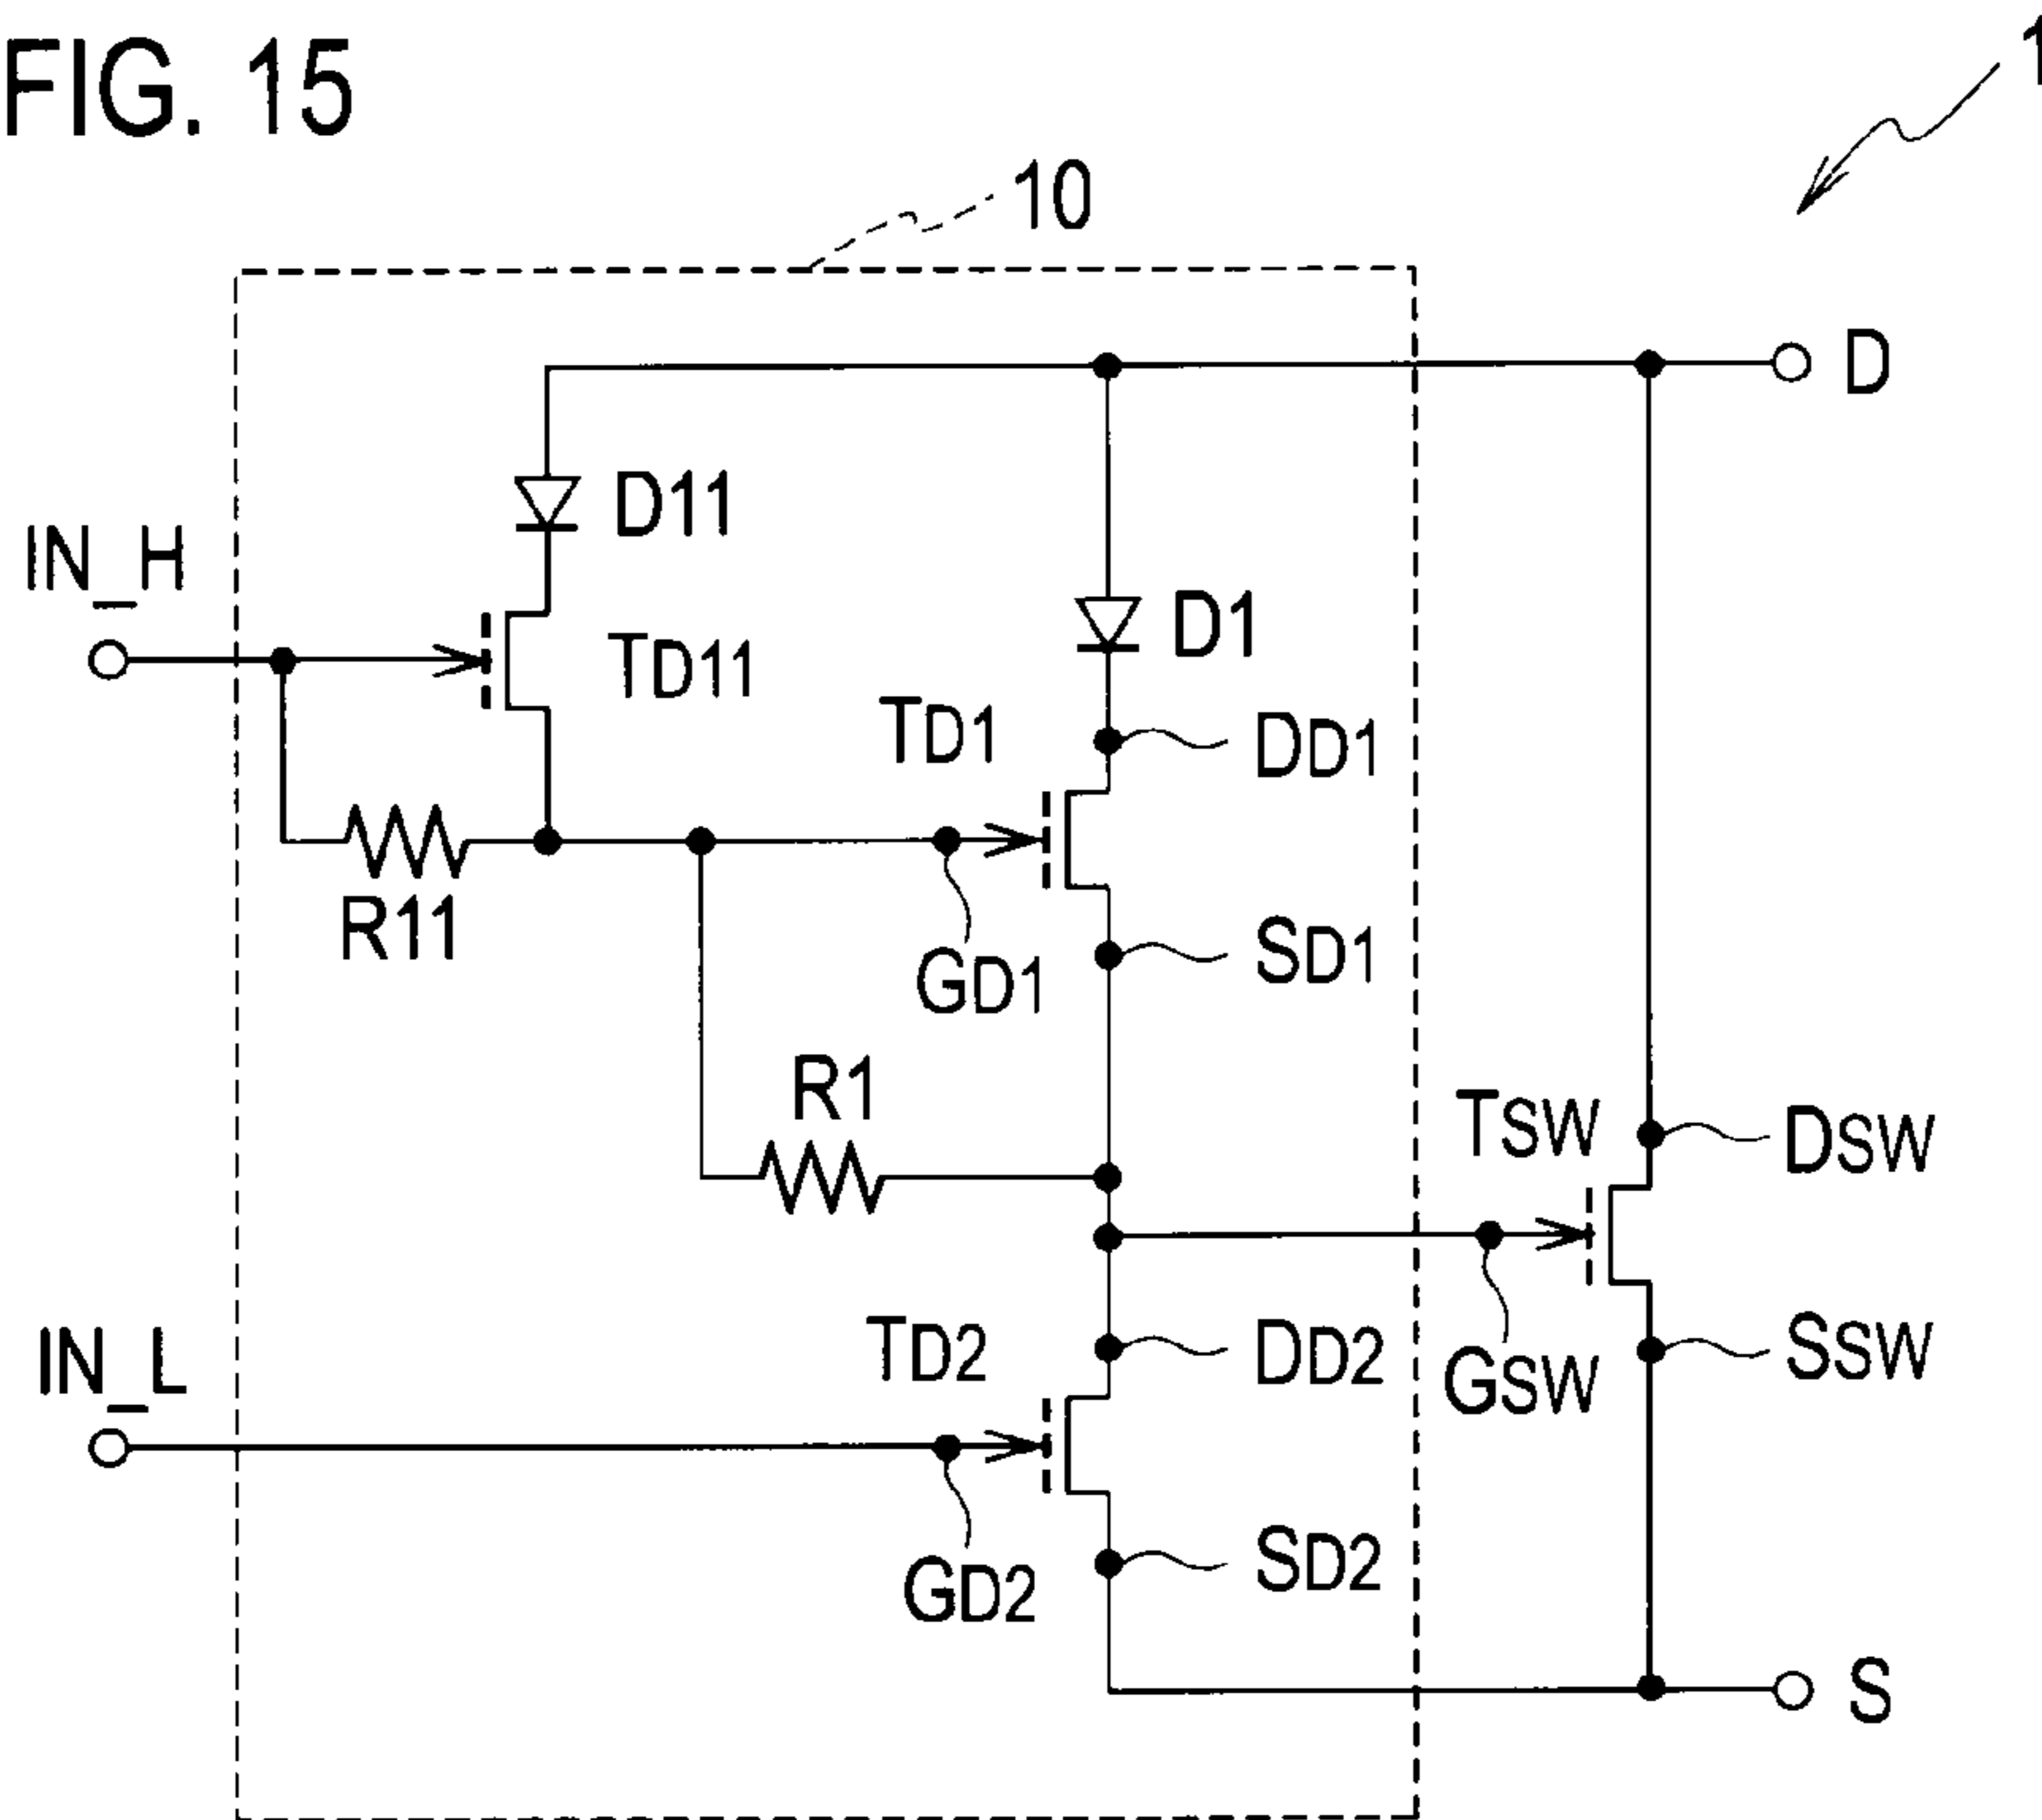 FIG. 15
1
10
D
D11
IN_H
D1
TD11
TD1
DD1
R11
GD1
SD1
R1
TSW
DSW
IN_L
TD2
DD2
GSW
SSW
GD2
SD2
S